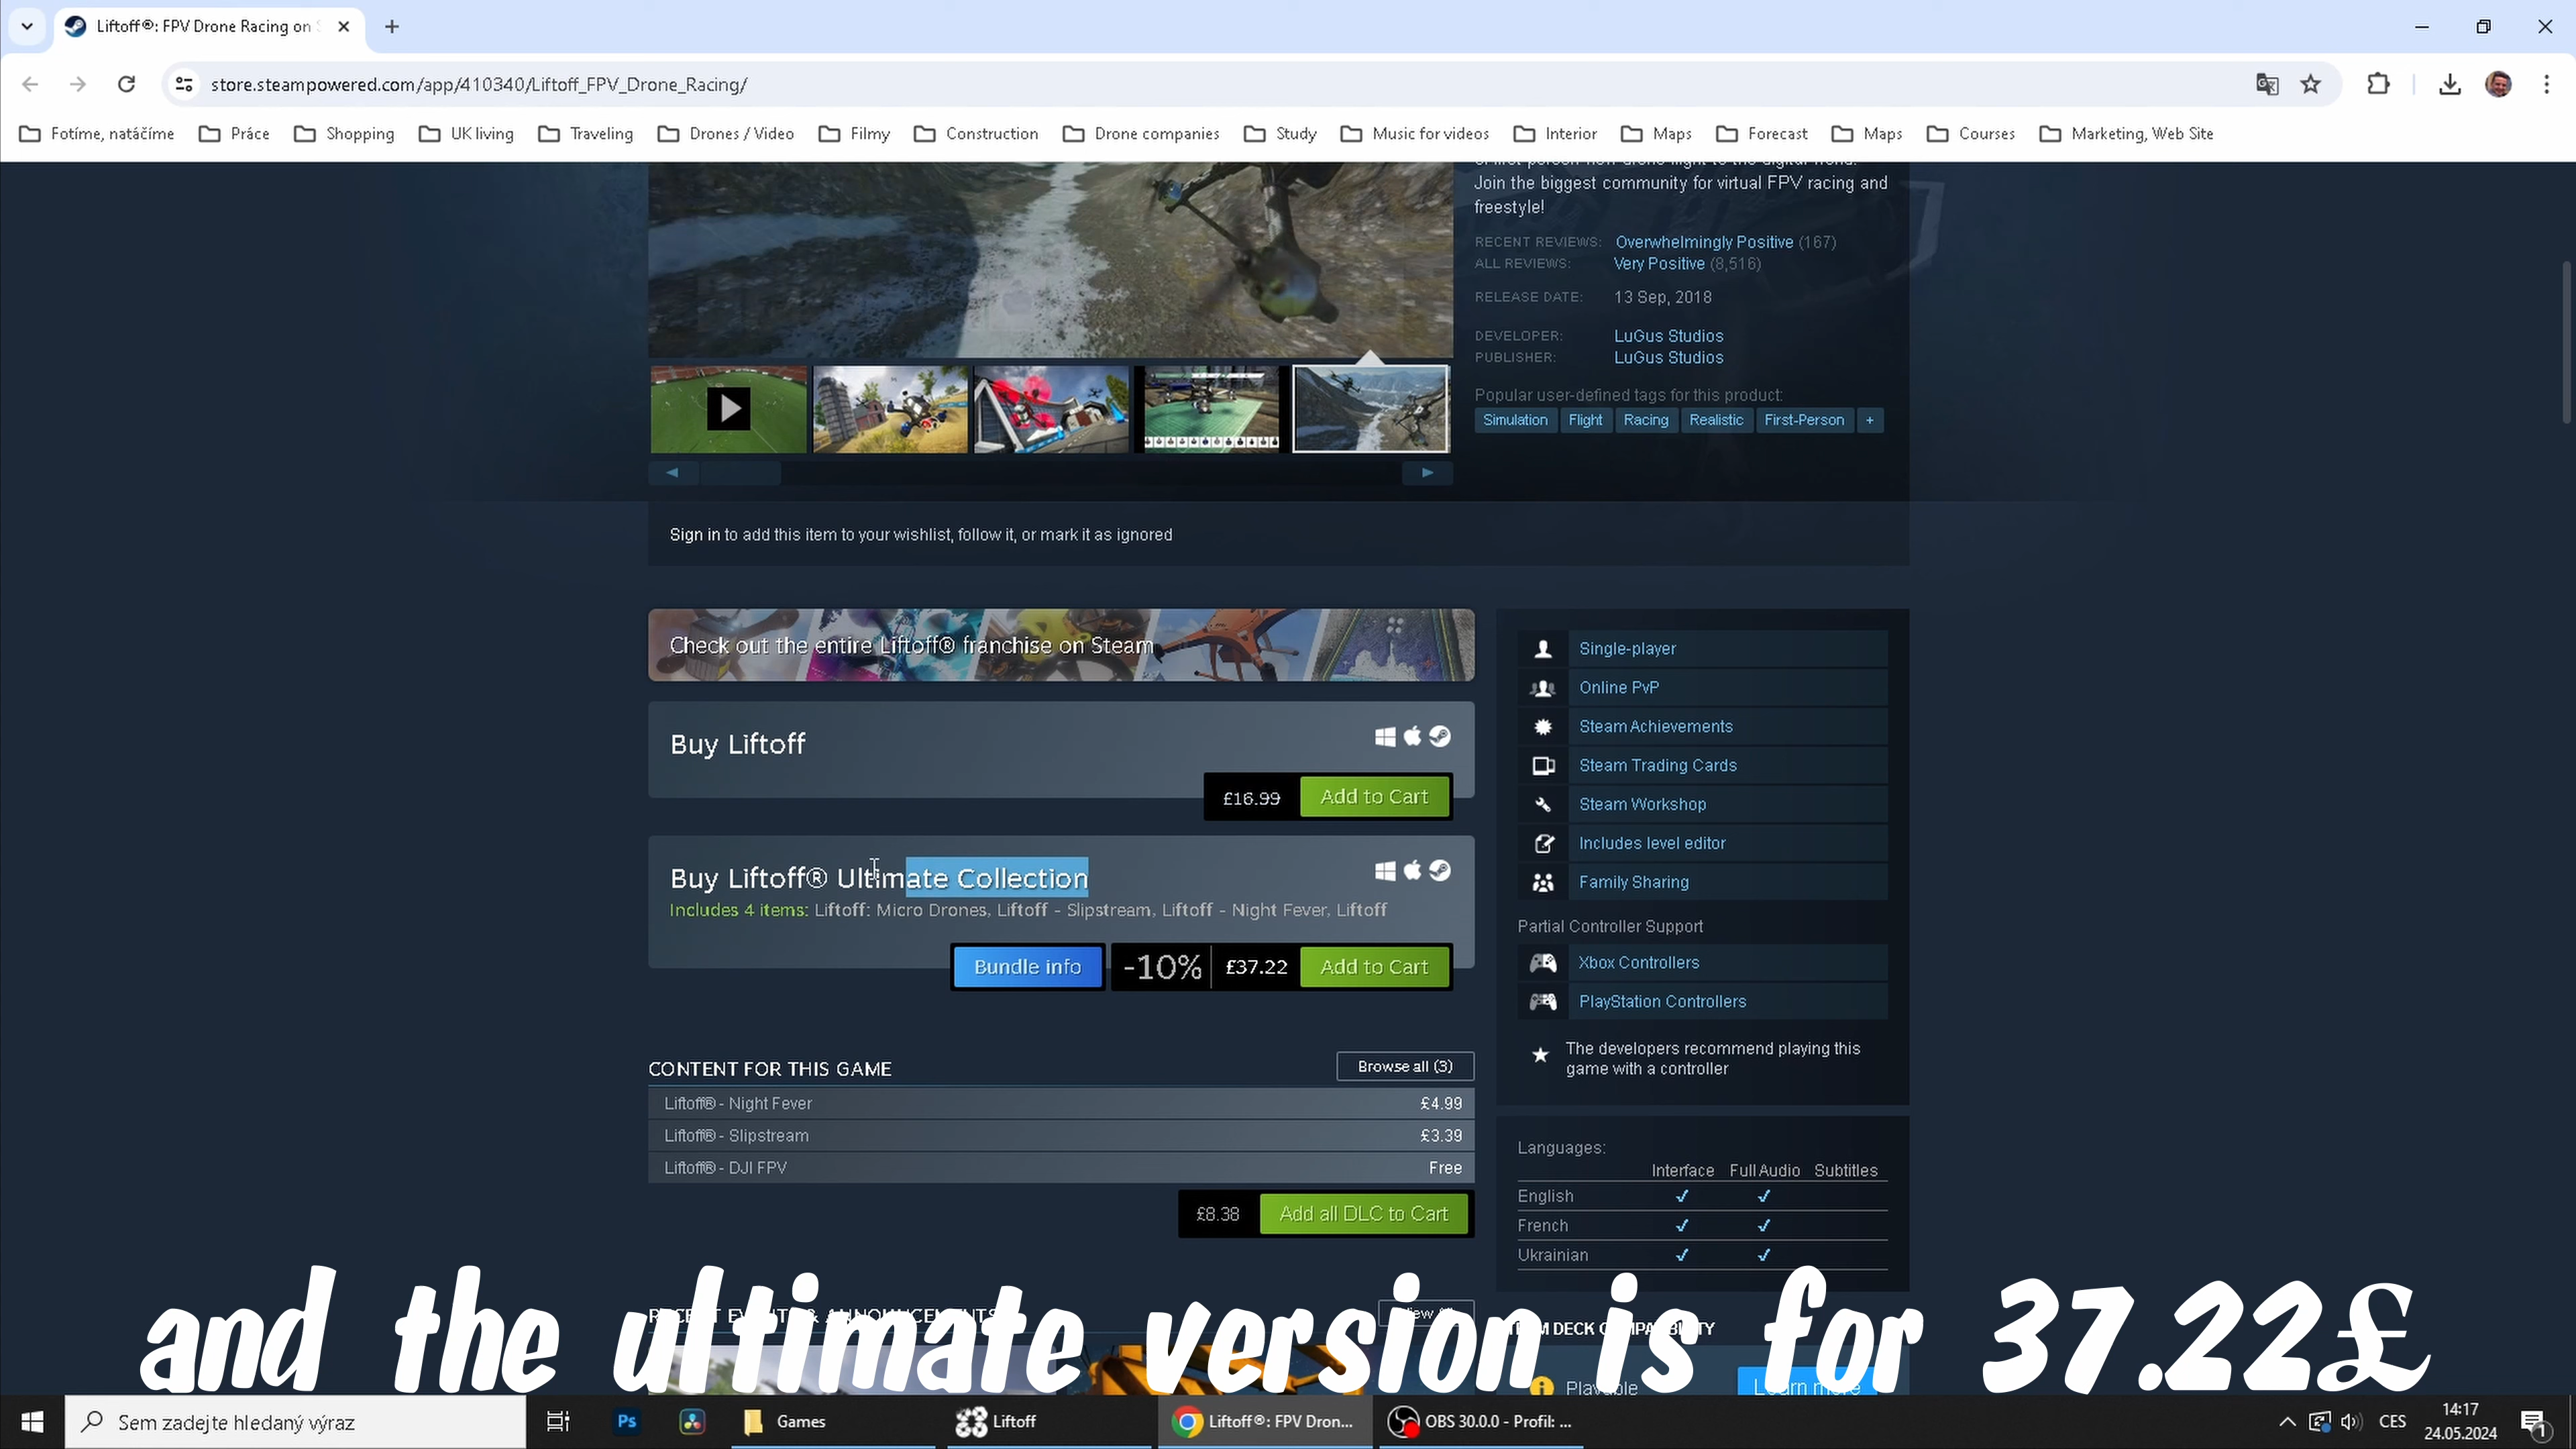 Liftoff®: FPV Drone Racing on S
store.steampowered.com/app/410340/Liftoff_FPV_Drone_Racing/
Fotíme, natáčíme
Práce
Shopping
UK living
Traveling
Drones / Video
Filmy
Construction
Drone companies
Study
Music for videos
Interior
Maps
Forecast
Maps
Courses
Marketing, Web Site
Join the biggest community for virtual FPV racing and
freestyle!
RECENT REVIEWS: Overwhelmingly Positive (167)
ALL REVIEWS: Very Positive (8,516)
RELEASE DATE: 13 Sep, 2018
DEVELOPER: LuGus Studios
PUBLISHER: LuGus Studios
Popular user-defined tags for this product:
Simulation Flight Racing Realistic First-Person +
Sign in to add this item to your wishlist, follow it, or mark it as ignored
Check out the entire Liftoff® franchise on Steam
Buy Liftoff
£16.99 Add to Cart
Buy Liftoff® Ultimate Collection
Includes 4 items: Liftoff: Micro Drones, Liftoff - Slipstream, Liftoff - Night Fever, Liftoff
Bundle info -10% £37.22 Add to Cart
CONTENT FOR THIS GAME Browse all (3)
Liftoff® - Night Fever £4.99
Liftoff® - Slipstream £3.39
Liftoff® - DJI FPV Free
£8.38 Add all DLC to Cart
Single-player
Online PvP
Steam Achievements
Steam Trading Cards
Steam Workshop
Includes level editor
Family Sharing
Partial Controller Support
Xbox Controllers
PlayStation Controllers
The developers recommend playing this
game with a controller
Languages:
Interface Full Audio Subtitles
English ✓ ✓
French ✓ ✓
Ukrainian ✓ ✓
RECENT EVENTS & ANNOUNCEMENTS
and the ultimate version is for 37.22£
Playable
Learn more
Sem zadejte hledaný výraz
Ps
Games
Liftoff
Liftoff®: FPV Dron...
OBS 30.0.0 - Profil: ...
CES
14:17
24.05.2024
1